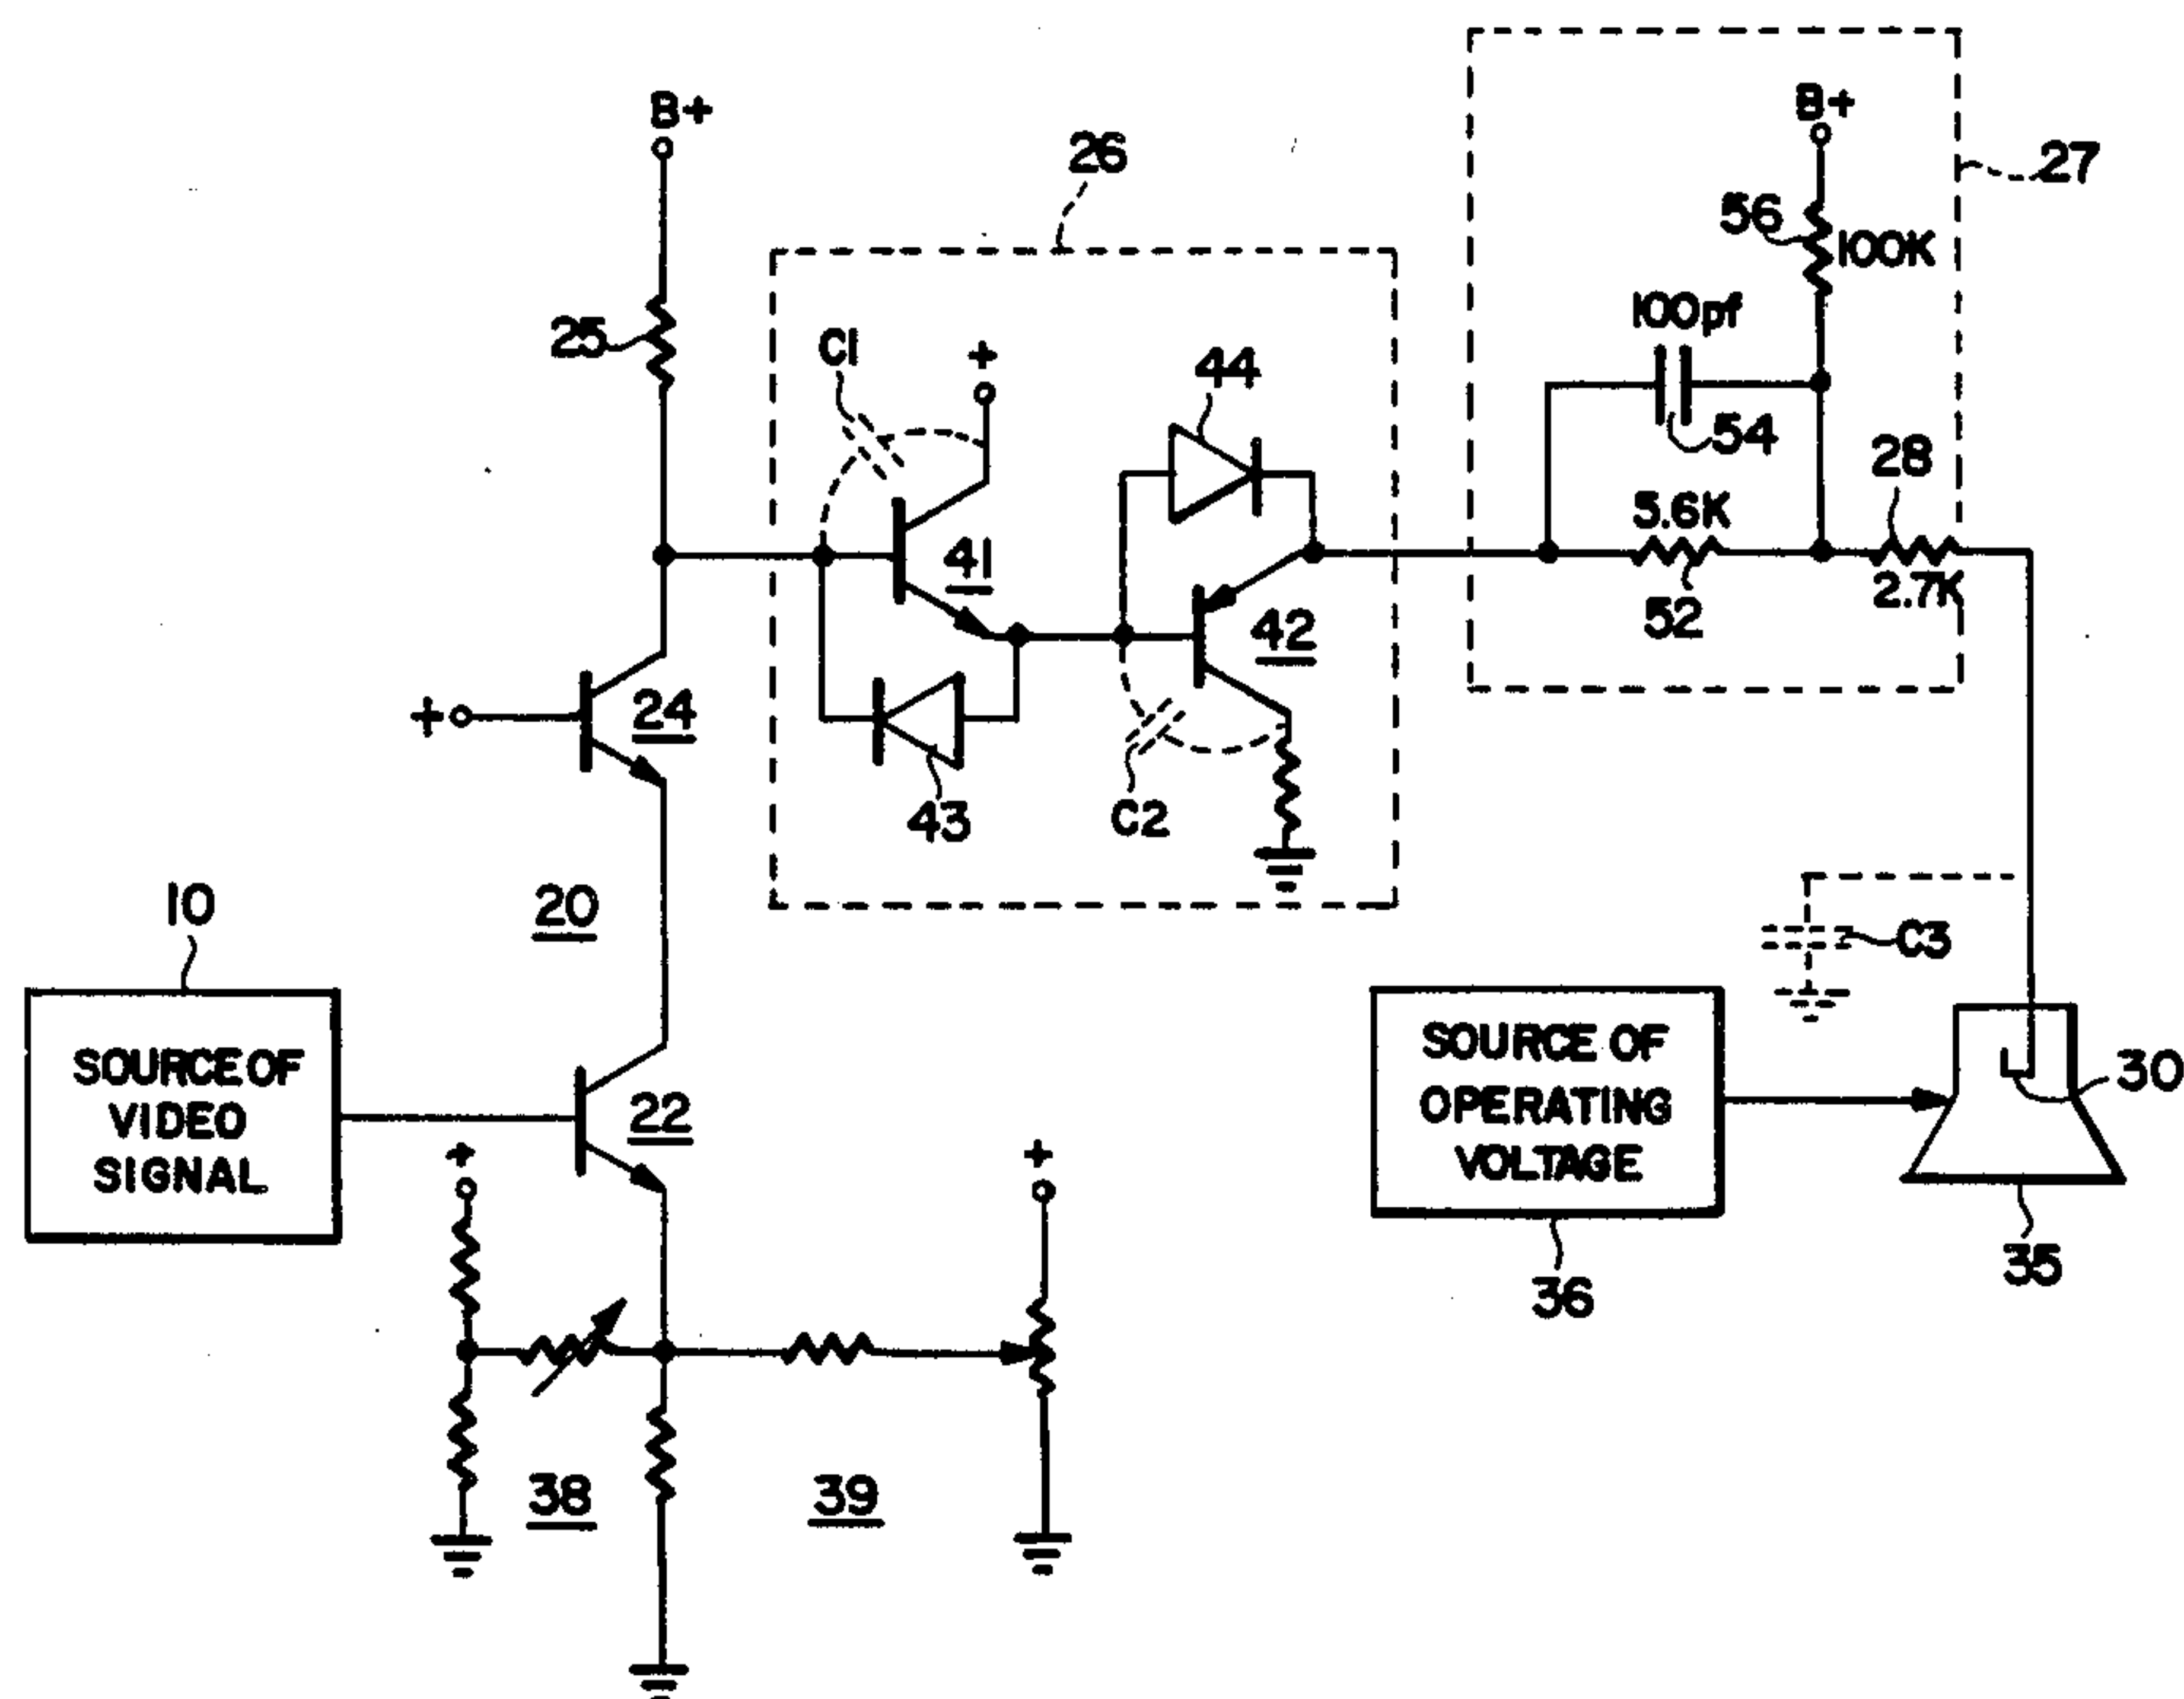 B+
B+
26
27
56
100K
25
C1
+
100pf
44
54
28
5.6K
41
2.7K
52
42
+
24
43
C2
10
20
C3
SOURCE OF
VIDEO
SIGNAL
22
SOURCE OF
OPERATING
VOLTAGE
30
+
+
35
36
38
39